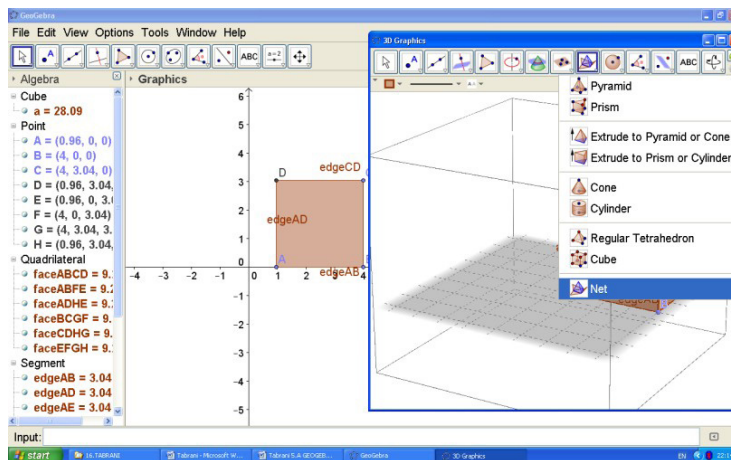 GeoGebra
File Edit View Options Tools Window Help
ABC
a=2
Algebra
Graphics
Cube
a = 28.09
Point
A = (0.96, 0, 0)
B = (4, 0, 0)
C = (4, 3.04, 0)
D = (0.96, 3.04,
E = (0.96, 0, 3.0
F = (4, 0, 3.04)
G = (4, 3.04, 3.
H = (0.96, 3.04,
Quadrilateral
faceABCD = 9.
faceABFE = 9.2
faceADHE = 9.
faceBCGF = 9.
faceCDHG = 9.
faceEFGH = 9.
Segment
edgeAB = 3.04
edgeAD = 3.04
edgeAE = 3.04
6
5
4
3
2
1
0
-1
-2
-3
-4
-5
-4 -3 -2 -1 0 1 2 3 4
D
edgeCD
edgeAD
A
edgeAB
3D Graphics
ABC
Pyramid
Prism
Extrude to Pyramid or Cone
Extrude to Prism or Cylinder
Cone
Cylinder
Regular Tetrahedron
Cube
Net
Input:
start
16.TABRANI
Tabrani - Microsoft W...
Tabrani S.A GEOGEB...
GeoGebra
3D Graphics
EN